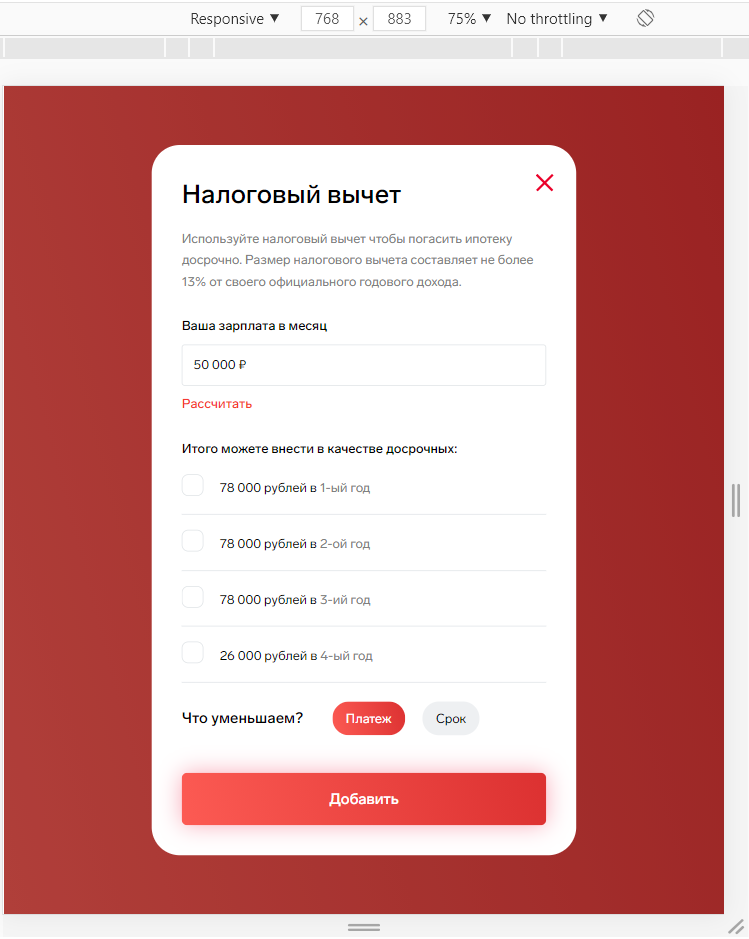 Responsive ▼ 768 × 883 75% ▼ No throttling ▼
Налоговый вычет
Используйте налоговый вычет чтобы погасить ипотеку
досрочно. Размер налогового вычета составляет не более
13% от своего официального годового дохода.
Ваша зарплата в месяц
50 000 ₽
Рассчитать
Итого можете внести в качестве досрочных:
78 000 рублей в 1-ый год
78 000 рублей в 2-ой год
78 000 рублей в 3-ий год
26 000 рублей в 4-ый год
Что уменьшаем? Платеж Срок
Добавить